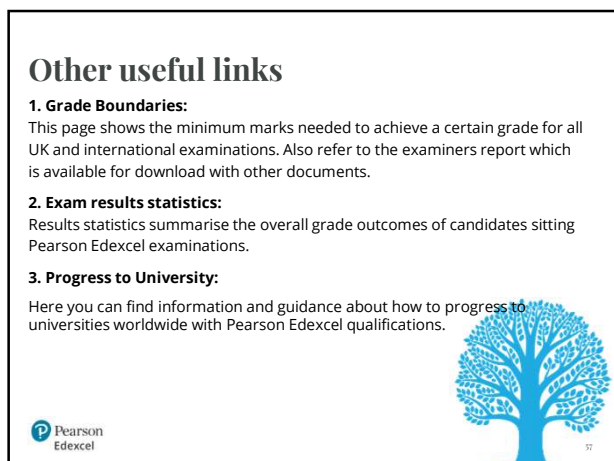 Other useful links
1. Grade Boundaries:
This page shows the minimum marks needed to achieve a certain grade for all
UK and international examinations. Also refer to the examiners report which
is available for download with other documents.
2. Exam results statistics:
Results statistics summarise the overall grade outcomes of candidates sitting
Pearson Edexcel examinations.
3. Progress to University:
Here you can find information and guidance about how to progress to
universities worldwide with Pearson Edexcel qualifications.
Pearson
Edexcel
57